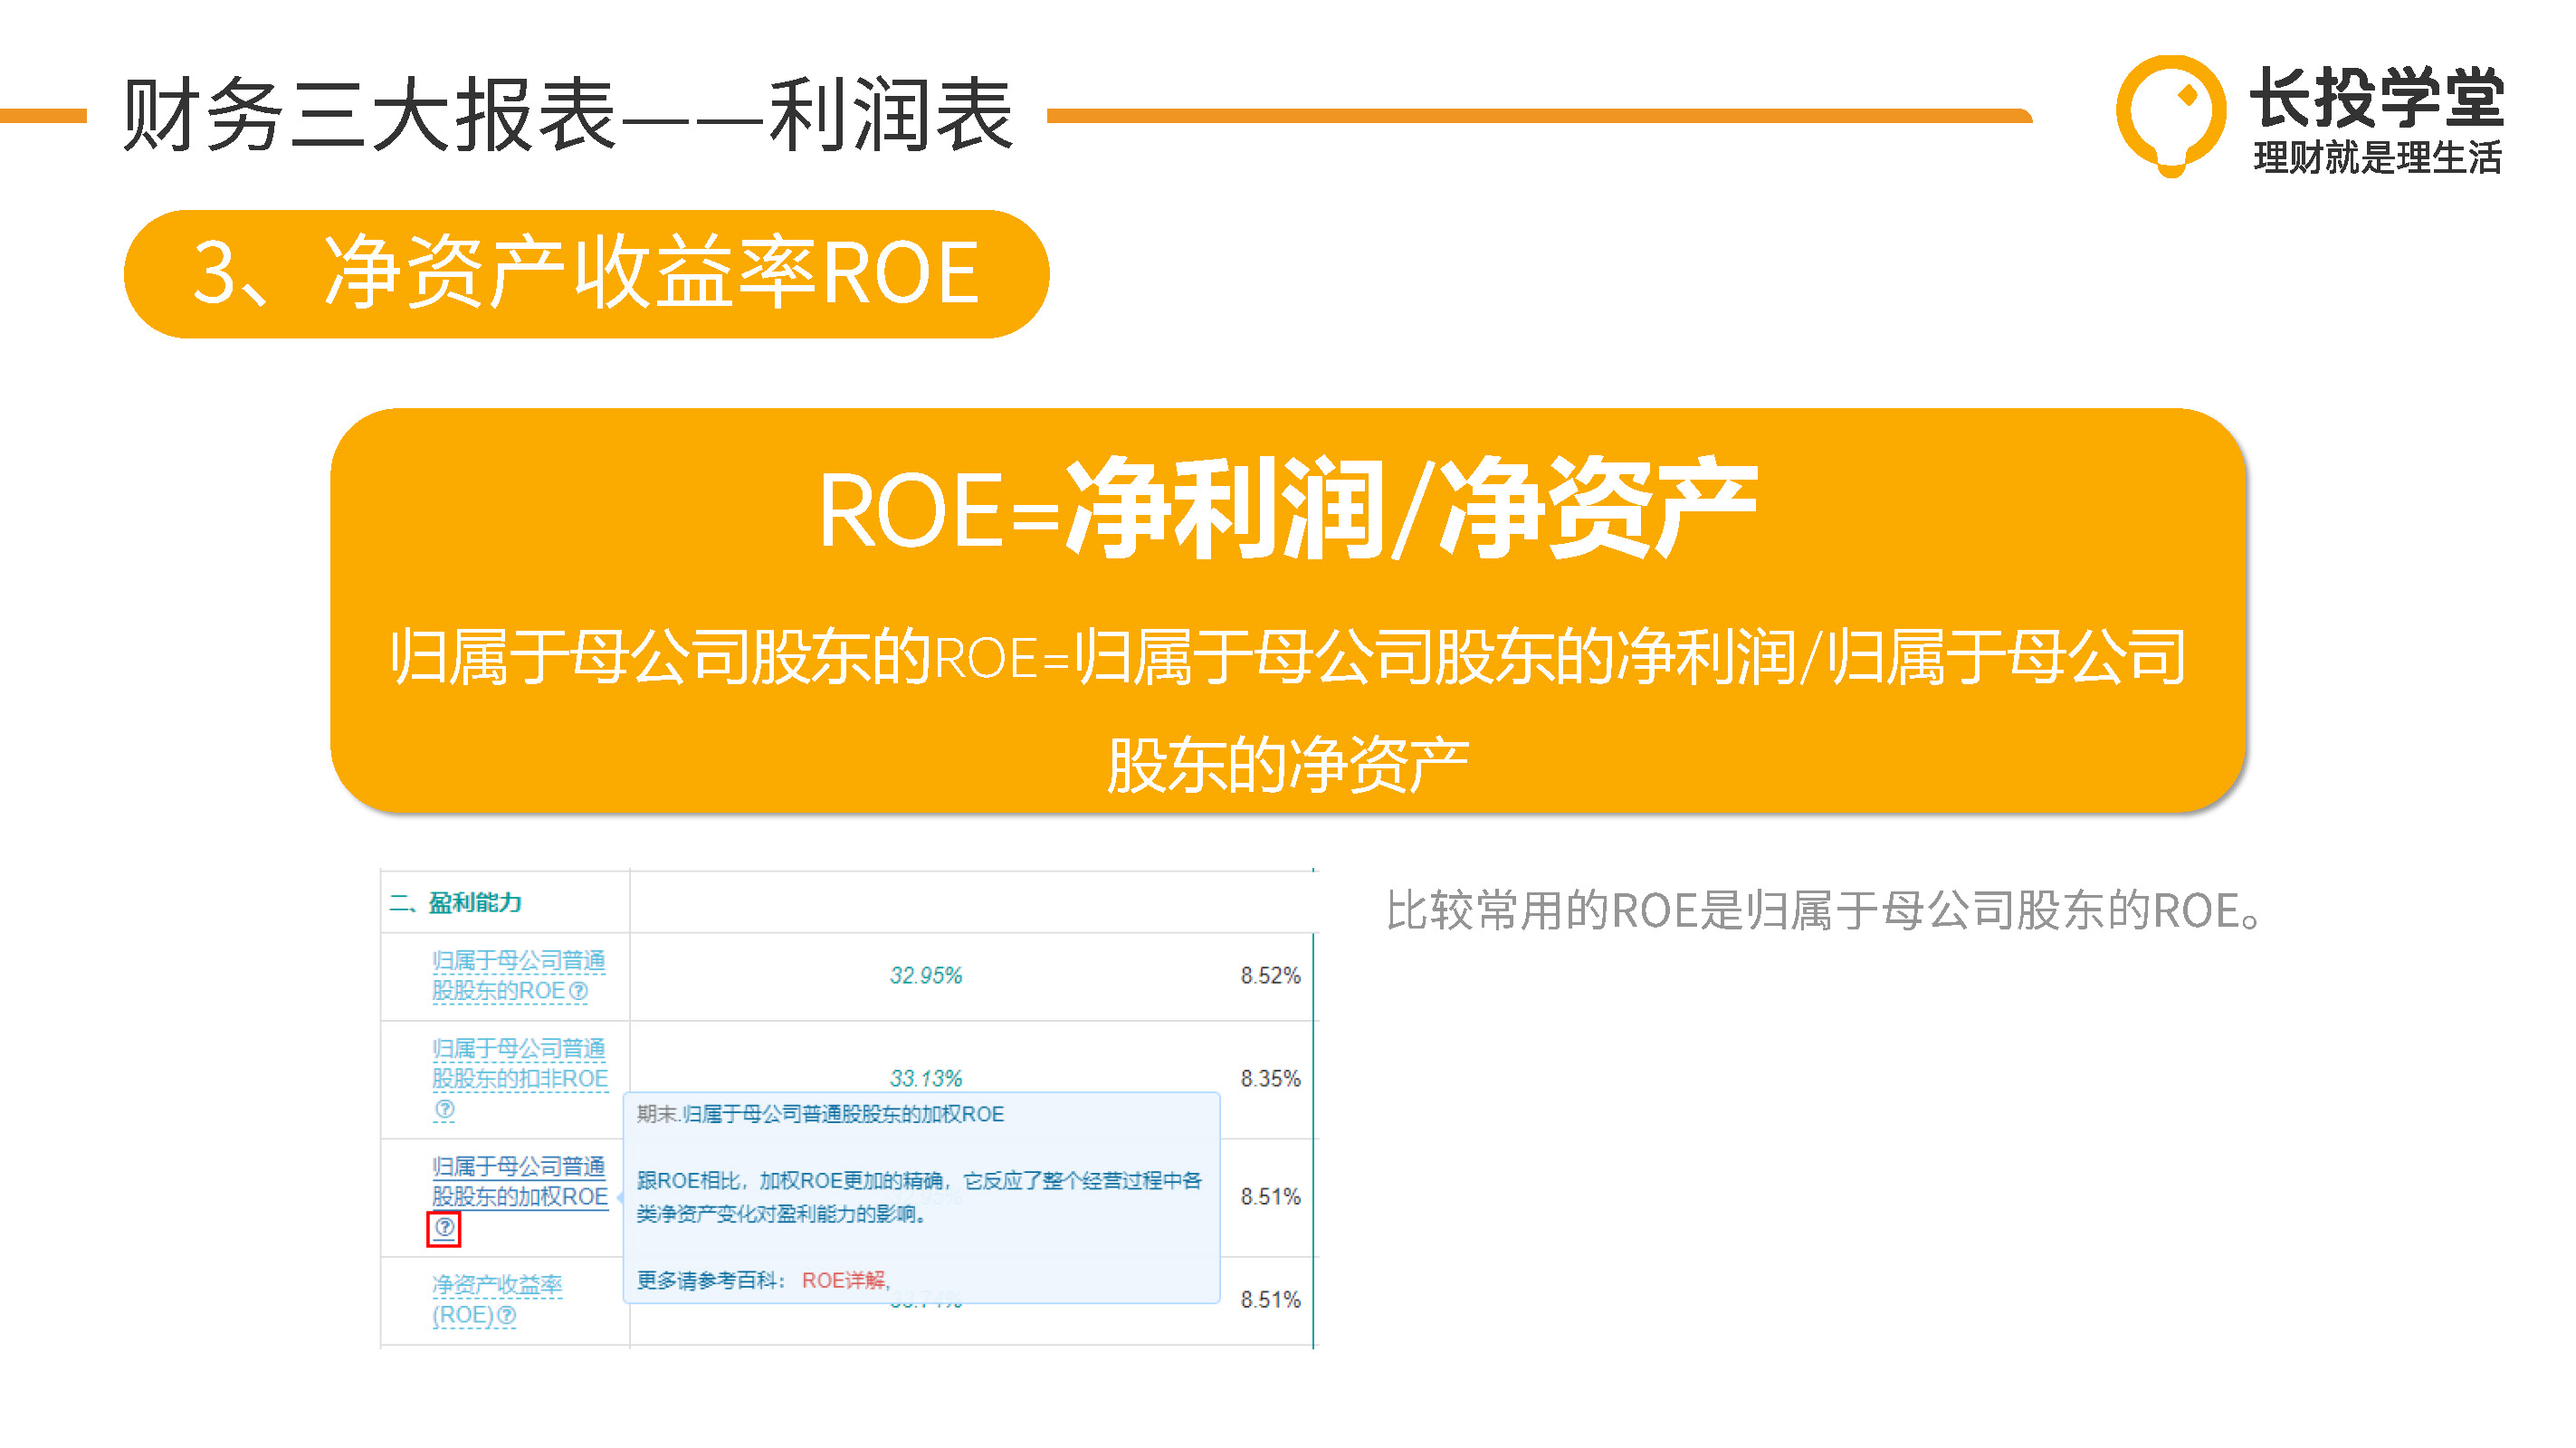 财务三大报表——利润表
长投学堂
理财就是理生活
3、 净资产收益率ROE
ROE=净利润/净资产
归属于母公司股东的ROE=归属于母公司股东的净利润/归属于母公司
股东的净资产
比较常用的ROE是归属于母公司股东的ROE。
二、盈利能力
归属于母公司普通
股股东的ROE
32.95%
8.52%
归属于母公司普通
股股东的扣非ROE
33.13%
8.35%
期末.归属于母公司普通股股东的加权ROE
跟ROE相比，加权ROE更加的精确，它反应了整个经营过程中各
类净资产变化对盈利能力的影响。
更多请参考百科： ROE详解,
归属于母公司普通
股股东的加权ROE
8.51%
净资产收益率
(ROE)
8.51%